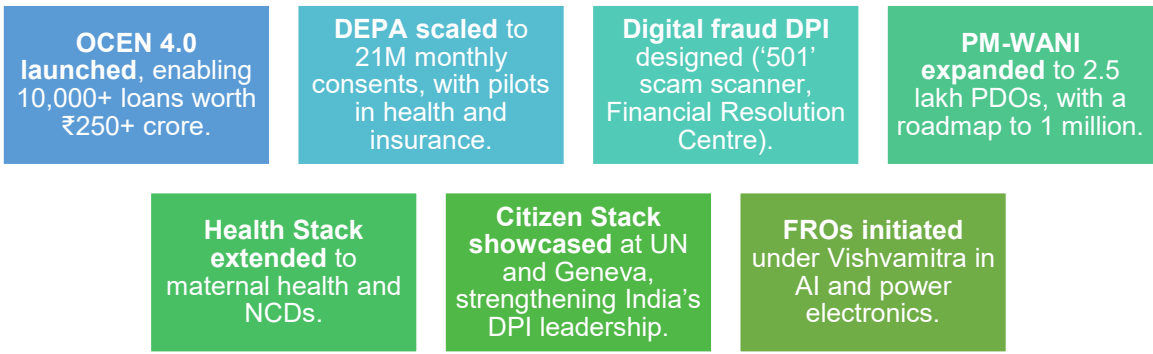 OCEN 4.0
launched, enabling
10,000+ loans worth
₹250+ crore.
DEPA scaled to
21M monthly
consents, with pilots
in health and
insurance.
Digital fraud DPI
designed (‘501’
scam scanner,
Financial Resolution
Centre).
PM-WANI
expanded to 2.5
lakh PDOs, with a
roadmap to 1 million.
Health Stack
extended to
maternal health and
NCDs.
Citizen Stack
showcased at UN
and Geneva,
strengthening India’s
DPI leadership.
FROs initiated
under Vishvamitra in
AI and power
electronics.